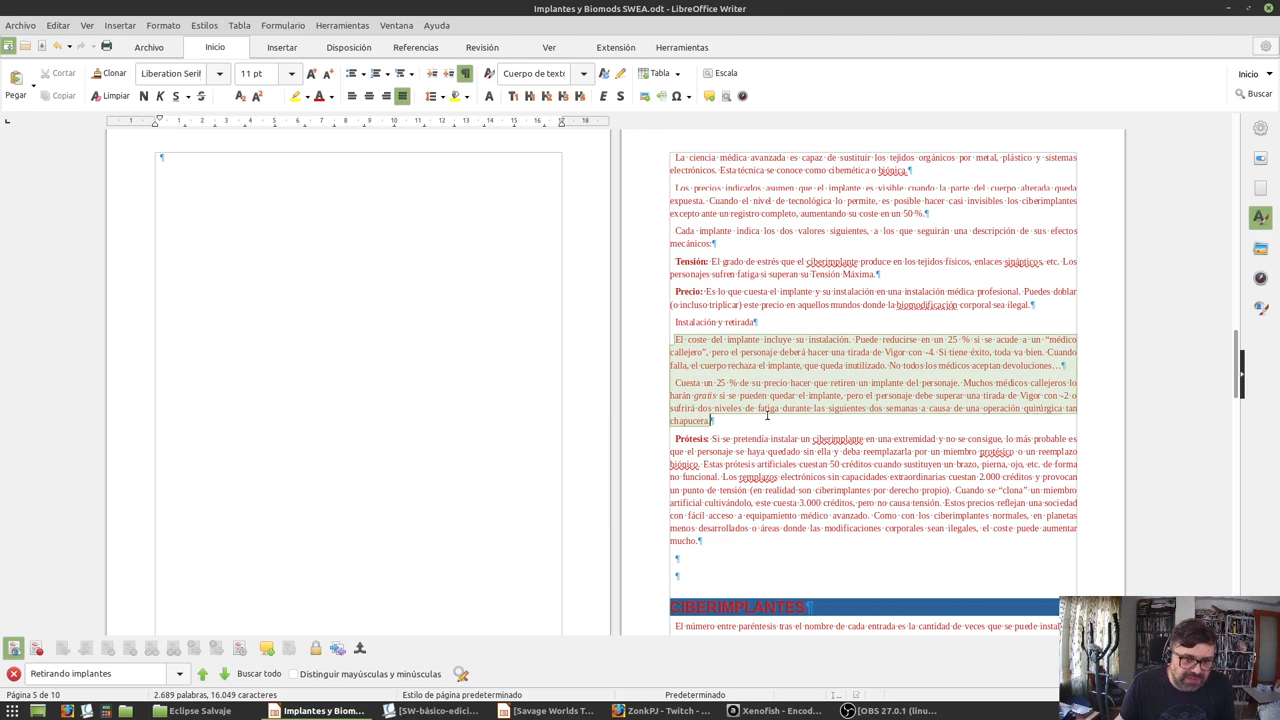 Implantes y Biomods SWEA.odt - LibreOffice Writer
Archivo Editar Ver Insertar Formato Estilos Tabla Formulario Herramientas Ventana Ayuda
Archivo Inicio Insertar Disposición Referencias Revisión Ver Extensión Herramientas
Pegar Cortar Clonar Liberation Serif 11 pt Cuerpo de texto Tabla Escala Inicio
Copiar Limpiar Buscar
La ciencia médica avanzada es capaz de sustituir los tejidos orgánicos por metal, plástico y sistemas
electrónicos. Esta técnica se conoce como cibernética o biónica.¶
Los precios indicados asumen que el implante es visible cuando la parte del cuerpo alterada queda
expuesta. Cuando el nivel de tecnológica lo permite, es posible hacer casi invisibles los ciberimplantes
excepto ante un registro completo, aumentando su coste en un 50 %.¶
Cada implante indica los dos valores siguientes, a los que seguirán una descripción de sus efectos
mecánicos:¶
Tensión: El grado de estrés que el ciberimplante produce en los tejidos físicos, enlaces sinápticos, etc. Los
personajes sufren fatiga si superan su Tensión Máxima.¶
Precio: Es lo que cuesta el implante y su instalación en una instalación médica profesional. Puedes doblar
(o incluso triplicar) este precio en aquellos mundos donde la biomodificación corporal sea ilegal.¶
Instalación y retirada¶
El coste del implante incluye su instalación. Puede reducirse en un 25 % si se acude a un “médico
callejero”, pero el personaje deberá hacer una tirada de Vigor con -4. Si tiene éxito, toda va bien. Cuando
falla, el cuerpo rechaza el implante, que queda inutilizado. No todos los médicos aceptan devoluciones…¶
Cuesta un 25 % de su precio hacer que retiren un implante del personaje. Muchos médicos callejeros lo
harán gratis si se pueden quedar el implante, pero el personaje debe superar una tirada de Vigor con -2 o
sufrirá dos niveles de fatiga durante las siguientes dos semanas a causa de una operación quirúrgica tan
chapucera.¶
Prótesis: Si se pretendía instalar un ciberimplante en una extremidad y no se consigue, lo más probable es
que el personaje se haya quedado sin ella y deba reemplazarla por un miembro protésico o un reemplazo
biónico. Estas prótesis artificiales cuestan 50 créditos cuando sustituyen un brazo, pierna, ojo, etc. de forma
no funcional. Los remplazos electrónicos sin capacidades extraordinarias cuestan 2.000 créditos y provocan
un punto de tensión (en realidad son ciberimplantes por derecho propio). Cuando se “clona” un miembro
artificial cultivándolo, este cuesta 3.000 créditos, pero no causa tensión. Estos precios reflejan una sociedad
con fácil acceso a equipamiento médico avanzado. Como con los ciberimplantes normales, en planetas
menos desarrollados o áreas donde las modificaciones corporales sean ilegales, el coste puede aumentar
mucho.¶
¶
¶
CIBERIMPLANTES¶
El número entre paréntesis tras el nombre de cada entrada es la cantidad de veces que se puede instal
Retirando implantes Buscar todo Distinguir mayúsculas y minúsculas
Página 5 de 10 2.689 palabras, 16.049 caracteres Estilo de página predeterminado Predeterminado
Eclipse Salvaje Implantes y Biom... [SW-básico-edici... [Savage Worlds T... ZonkPJ - Twitch - ... Xenofish - Encod... [OBS 27.0.1 (linu...